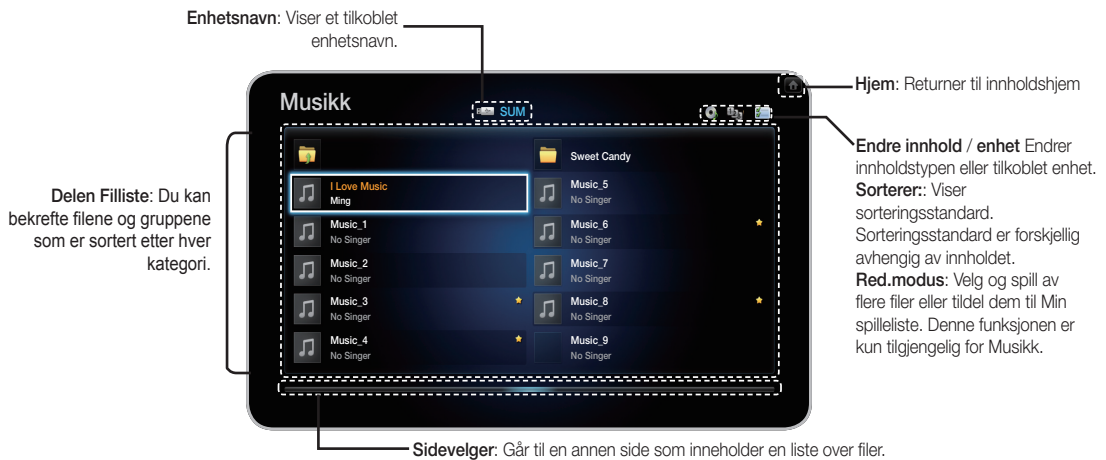 Enhetsnavn: Viser et tilkoblet
enhetsnavn.
Hjem: Returner til innholdshjem
Musikk
SUM
Endre innhold / enhet Endrer
innholdstypen eller tilkoblet enhet.
Sorterer:: Viser
sorteringsstandard.
Sorteringsstandard er forskjellig
avhengig av innholdet.
Red.modus: Velg og spill av
flere filer eller tildel dem til Min
spilleliste. Denne funksjonen er
kun tilgjengelig for Musikk.
Delen Filliste: Du kan
bekrefte filene og gruppene
som er sortert etter hver
kategori.
I Love Music
Ming
Music_1
No Singer
Music_2
No Singer
Music_3
No Singer
Music_4
No Singer
Sweet Candy
Music_5
No Singer
Music_6
No Singer
Music_7
No Singer
Music_8
No Singer
Music_9
No Singer
Sidevelger: Går til en annen side som inneholder en liste over filer.